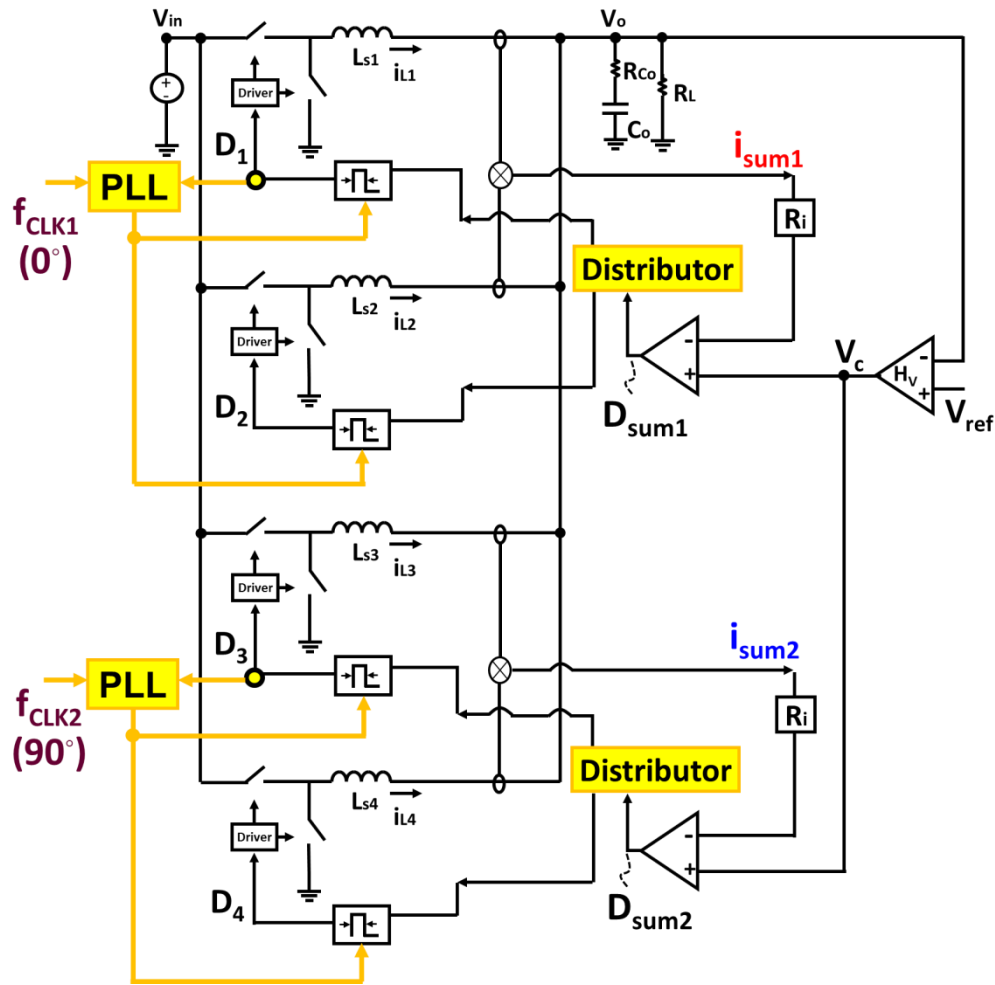 Vin
Vo
Ls1
iL1
RCo
RL
Co
Driver
+
-
D1
isum1
PLL
fCLK1
(0°)
Ri
Distributor
Ls2
iL2
Driver
-
+
Vc
HV
-
+
Vref
D2
Dsum1
Ls3
iL3
Driver
D3
isum2
PLL
fCLK2
(90°)
Ri
Distributor
Ls4
iL4
Driver
-
+
D4
Dsum2